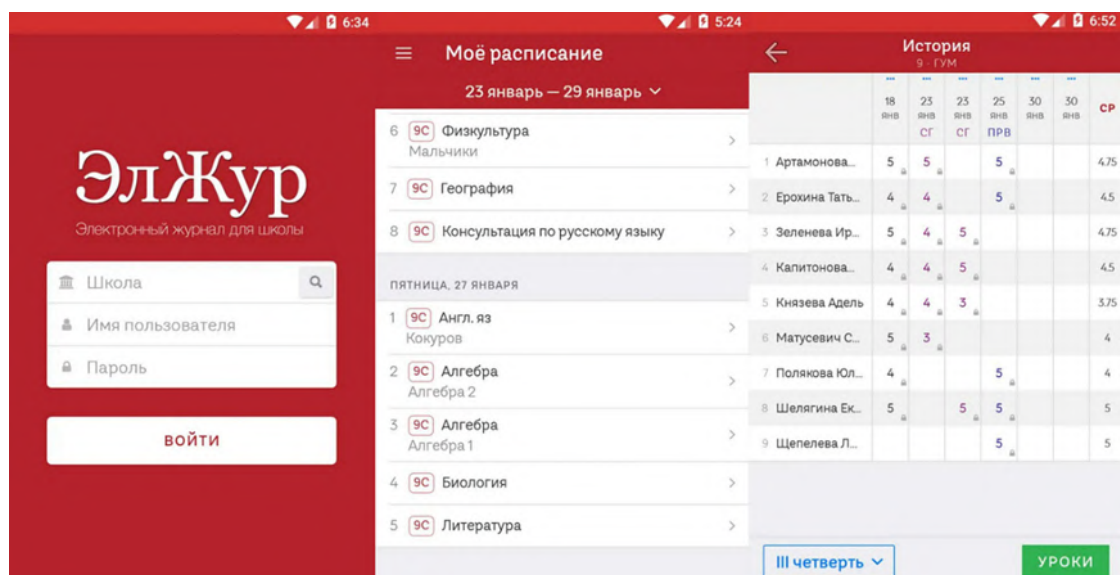 6:34
ЭлЖур
Электронный журнал для школы
Школа
Имя пользователя
Пароль
ВОЙТИ
5:24
Моё расписание
23 январь — 29 январь
6 9С Физкультура
Мальчики
7 9С География
8 9С Консультация по русскому языку
ПЯТНИЦА, 27 ЯНВАРЯ
1 9С Англ. яз
Кокуров
2 9С Алгебра
Алгебра 2
3 9С Алгебра
Алгебра 1
4 9С Биология
5 9С Литература
6:52
История
9 - ГУМ
18 23 23 25 30 30 СР
ЯНВ ЯНВ ЯНВ ЯНВ ЯНВ ЯНВ
СГ СГ ПРВ
1 Артамонова... 5 5 5 4.75
2 Ерохина Тать... 4 4 5 4.5
3 Зеленева Ир... 5 4 5 4.75
4 Капитонова... 4 4 5 4.5
5 Князева Адель 4 4 3 3.75
6 Матусевич С... 5 3 4
7 Полякова Юл... 4 5 4
8 Шелягина Ек... 5 5 5 5
9 Щепелева Л... 5 5
III четверть
УРОКИ